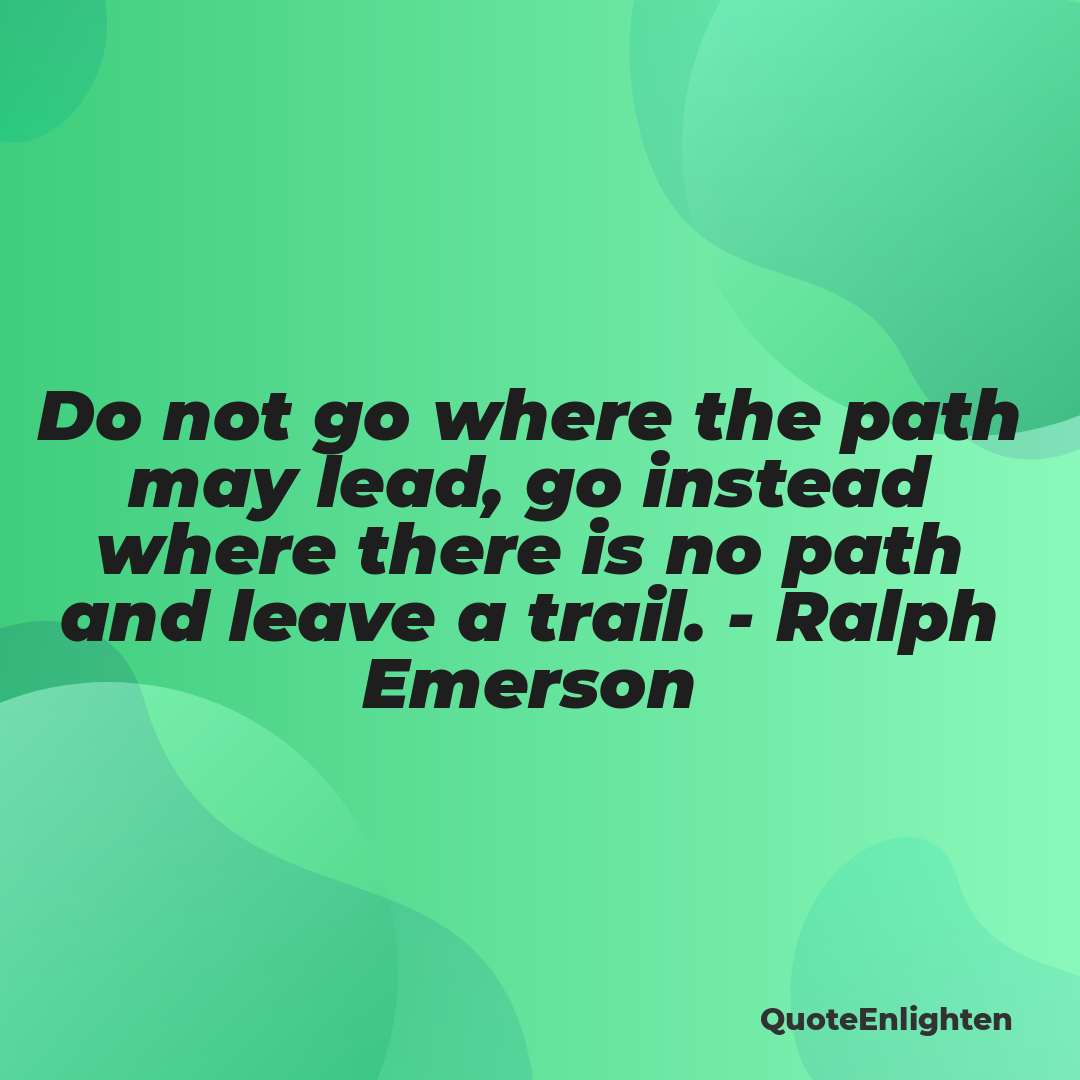 Do not go where the path
may lead, go instead
where there is no path
and leave a trail. - Ralph
Emerson
QuoteEnlighten